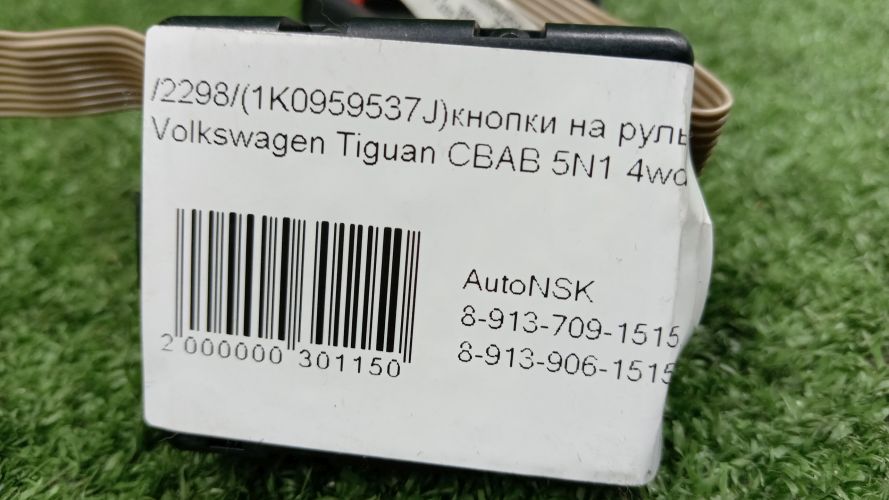 /2298/(1K0959537J)кнопки на руль
Volkswagen Tiguan CBAB 5N1 4wd
AutoNSK
8-913-709-1515
8-913-906-1515
2 000000 301150